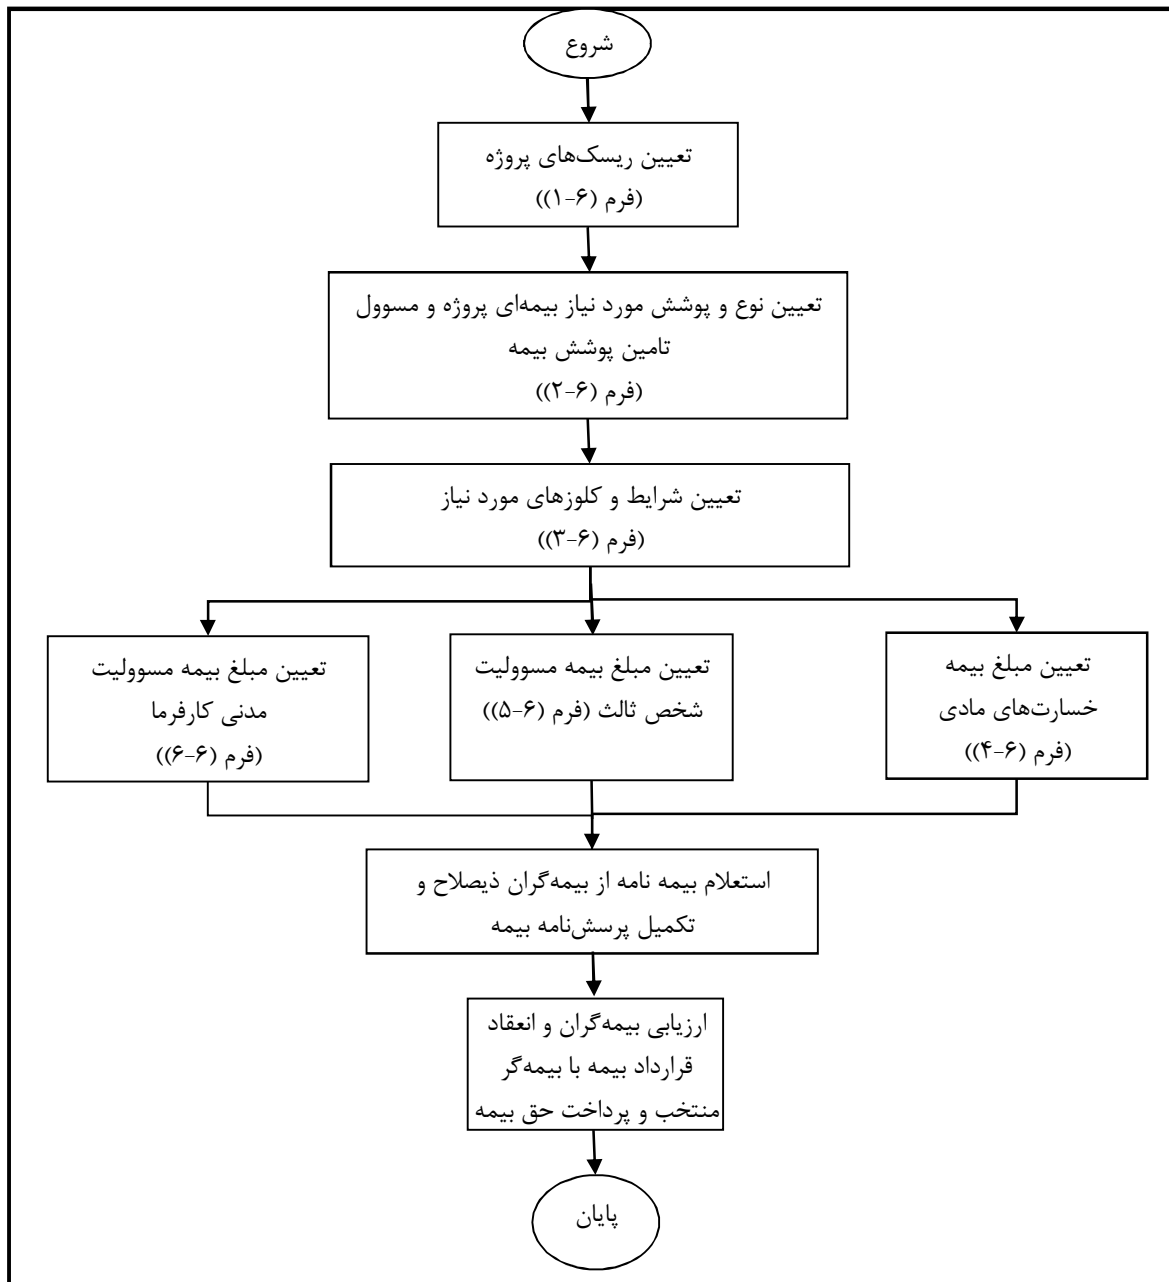 شروع
تعیین ریسک‌های پروژه
(فرم (۶-۱))
تعیین نوع و پوشش مورد نیاز بیمه‌ای پروژه و مسوول
تامین پوشش بیمه
(فرم (۶-۲))
تعیین شرایط و کلوزهای مورد نیاز
(فرم (۶-۳))
تعیین مبلغ بیمه
خسارت‌های مادی
(فرم (۶-۴))
تعیین مبلغ بیمه مسوولیت
شخص ثالث (فرم (۶-۵))
تعیین مبلغ بیمه مسوولیت
مدنی کارفرما
(فرم (۶-۶))
استعلام بیمه نامه از بیمه‌گران ذیصلاح و
تکمیل پرسش‌نامه بیمه
ارزیابی بیمه‌گران و انعقاد
قرارداد بیمه با بیمه‌گر
منتخب و پرداخت حق بیمه
پایان